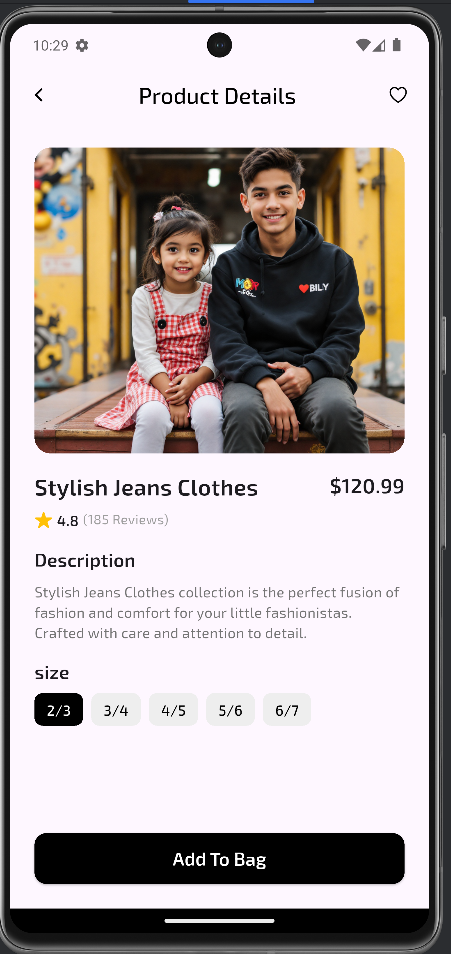 10:29
Product Details
BILY
Stylish Jeans Clothes $120.99
4.8 (185 Reviews)
Description
Stylish Jeans Clothes collection is the perfect fusion of
fashion and comfort for your little fashionistas.
Crafted with care and attention to detail.
size
2/3 3/4 4/5 5/6 6/7
Add To Bag